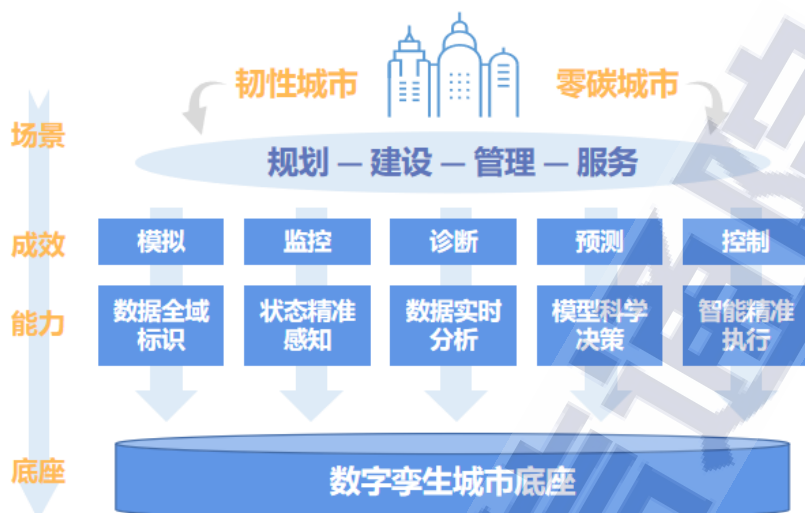 韧性城市
零碳城市
场景
规划 — 建设 — 管理 — 服务
成效
模拟
监控
诊断
预测
控制
能力
数据全域
标识
状态精准
感知
数据实时
分析
模型科学
决策
智能精准
执行
底座
数字孪生城市底座